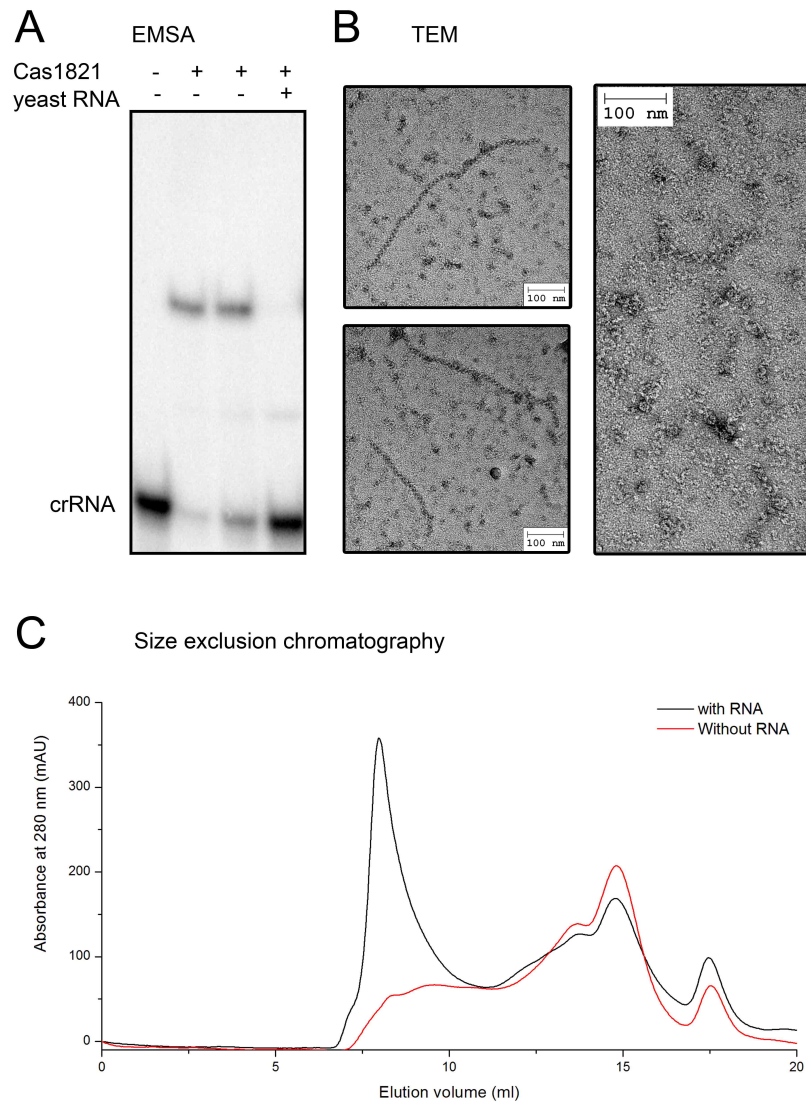 A
EMSA
Cas1821 - + + +
yeast RNA - - - +
crRNA
B
TEM
100 nm
100 nm
100 nm
C
Size exclusion chromatography
with RNA
Without RNA
Absorbance at 280 nm (mAU)
400
300
200
100
0
0 5 10 15 20
Elution volume (ml)